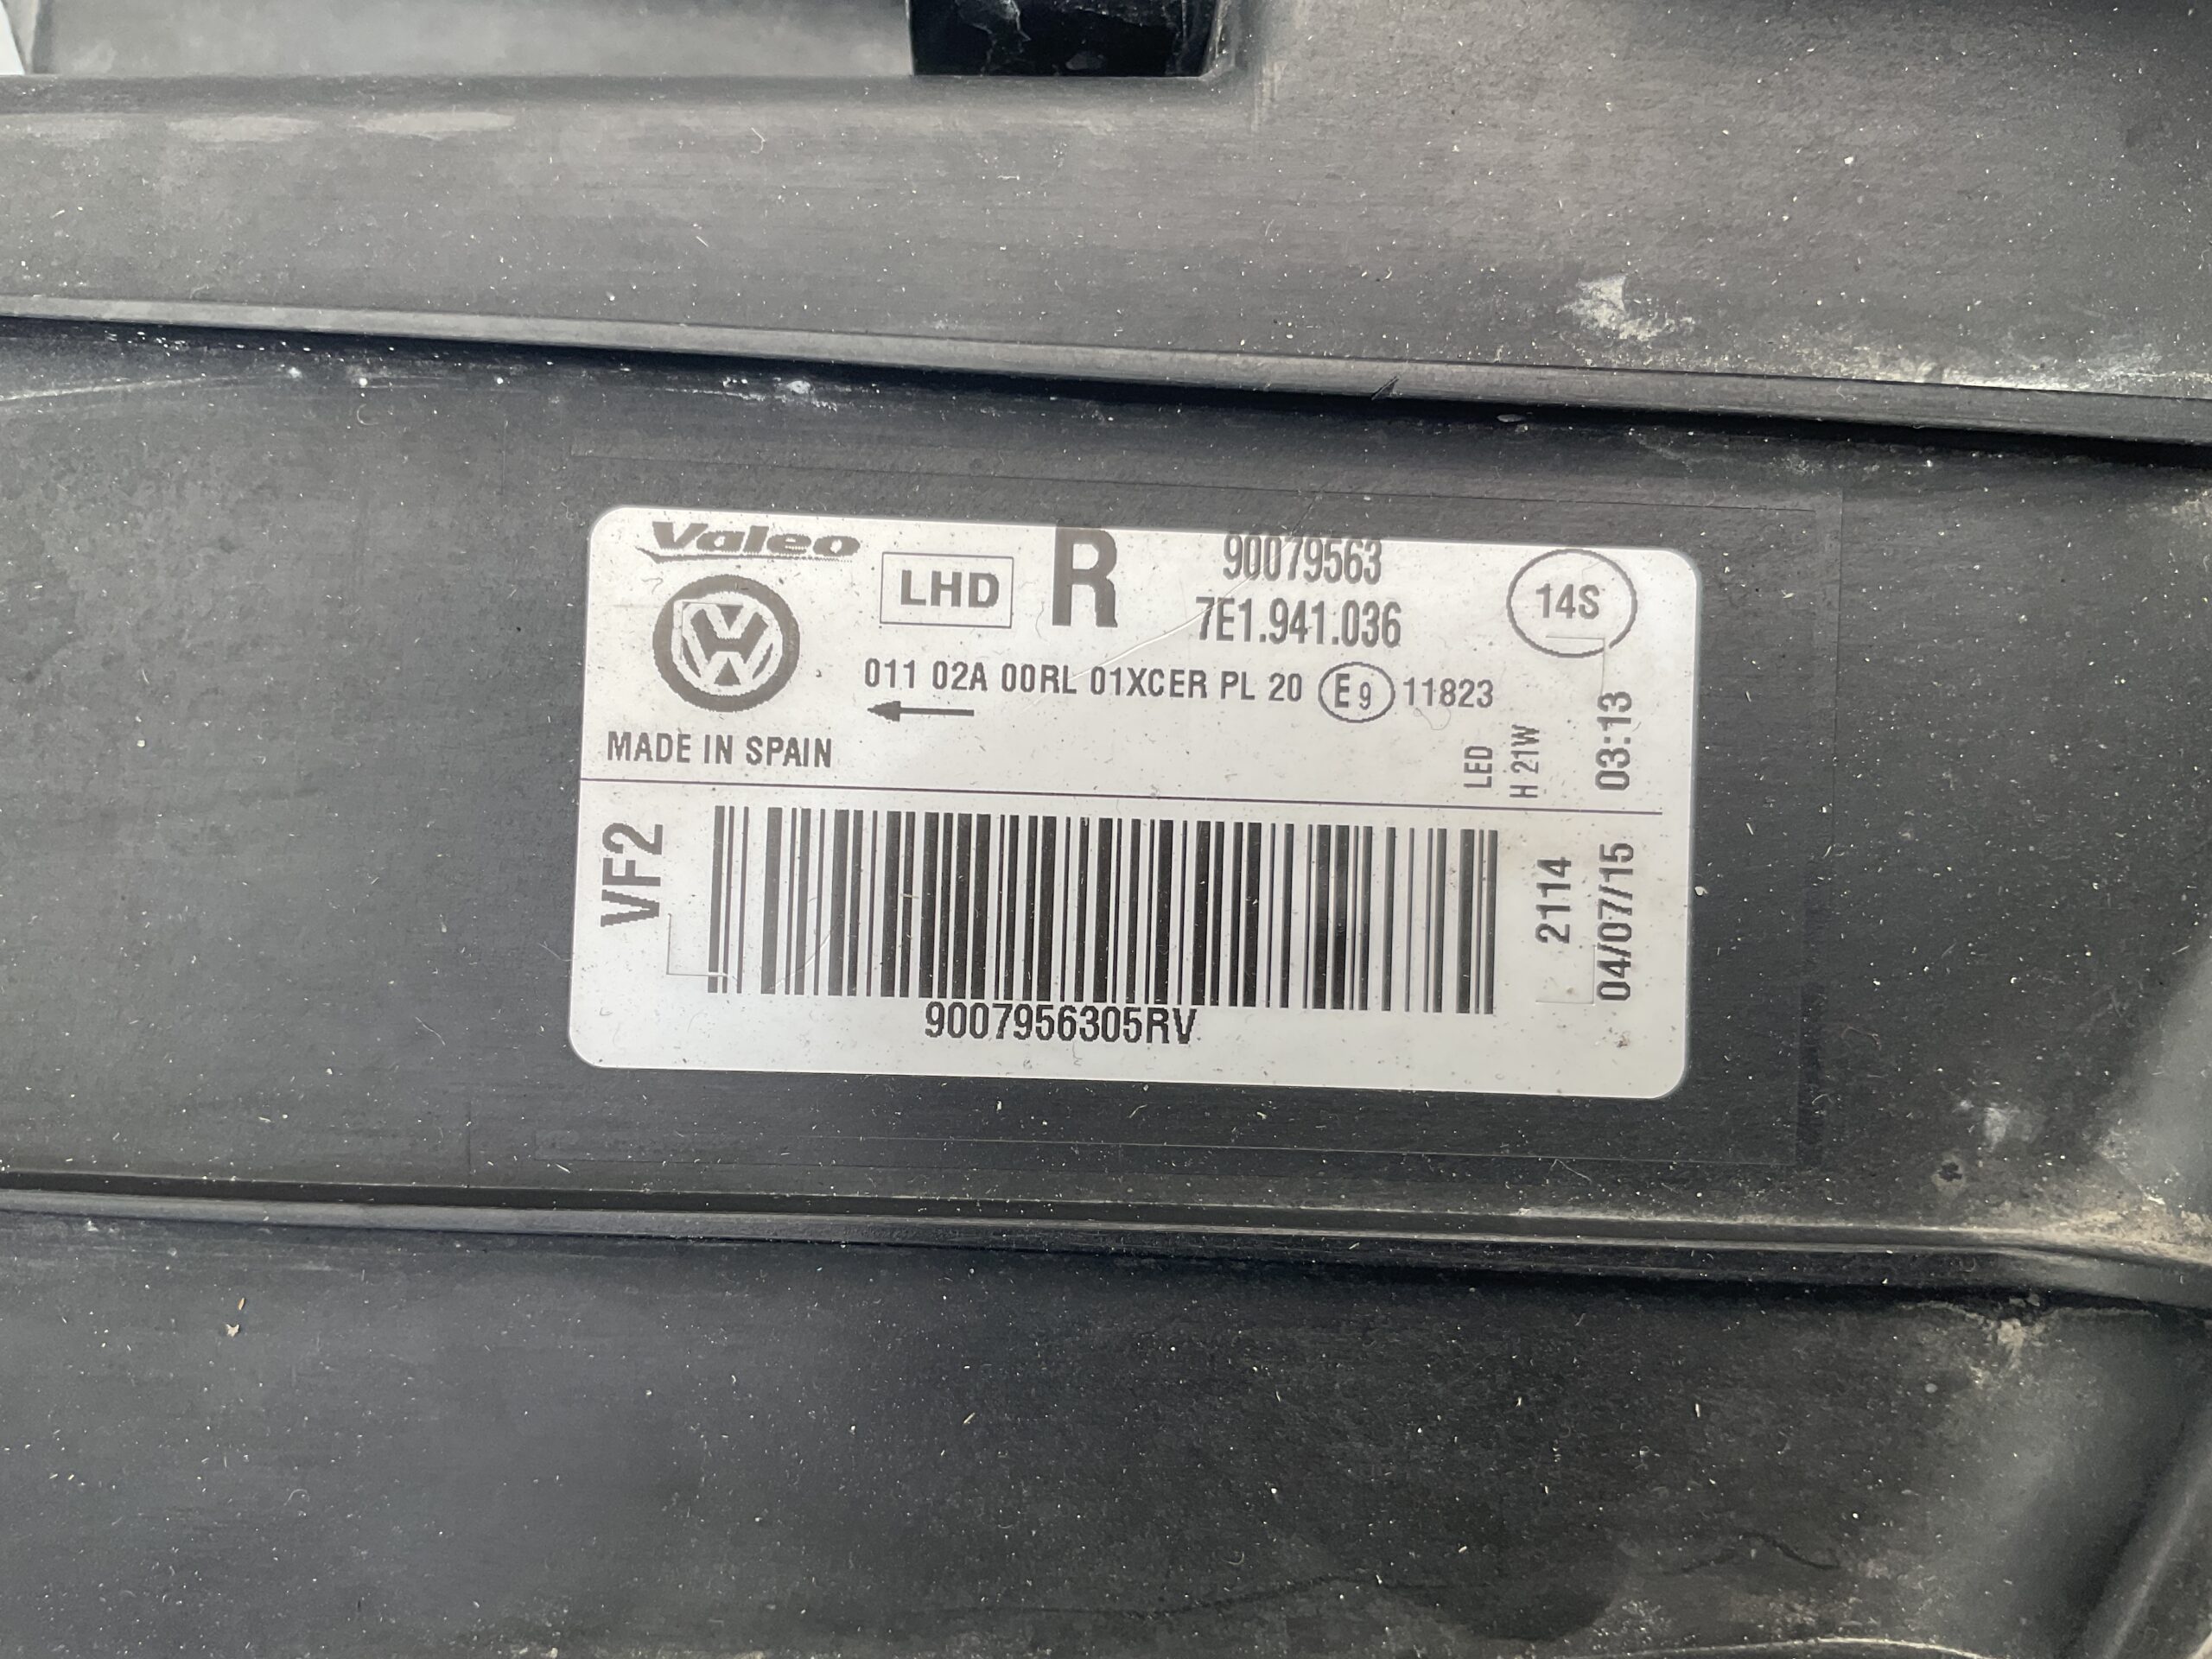 Valeo
LHD
R
90079563
7E1.941.036
14S
011 02A 00RL 01XCER PL 20 E9 11823
MADE IN SPAIN
LED
H 21W
03:13
VF2
2114
04/07/15
9007956305RV